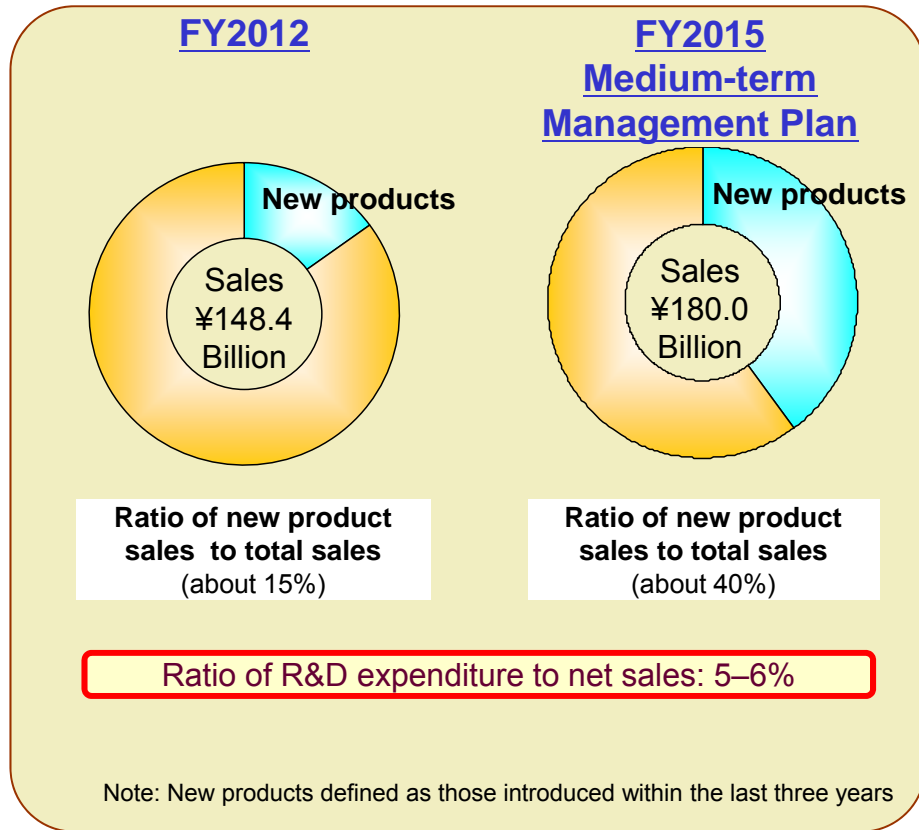 FY2012
New products
Sales
¥148.4
Billion
Ratio of new product
sales to total sales
(about 15%)
FY2015
Medium-term
Management Plan
New products
Sales
¥180.0
Billion
Ratio of new product
sales to total sales
(about 40%)
Ratio of R&D expenditure to net sales: 5–6%
Note: New products defined as those introduced within the last three years